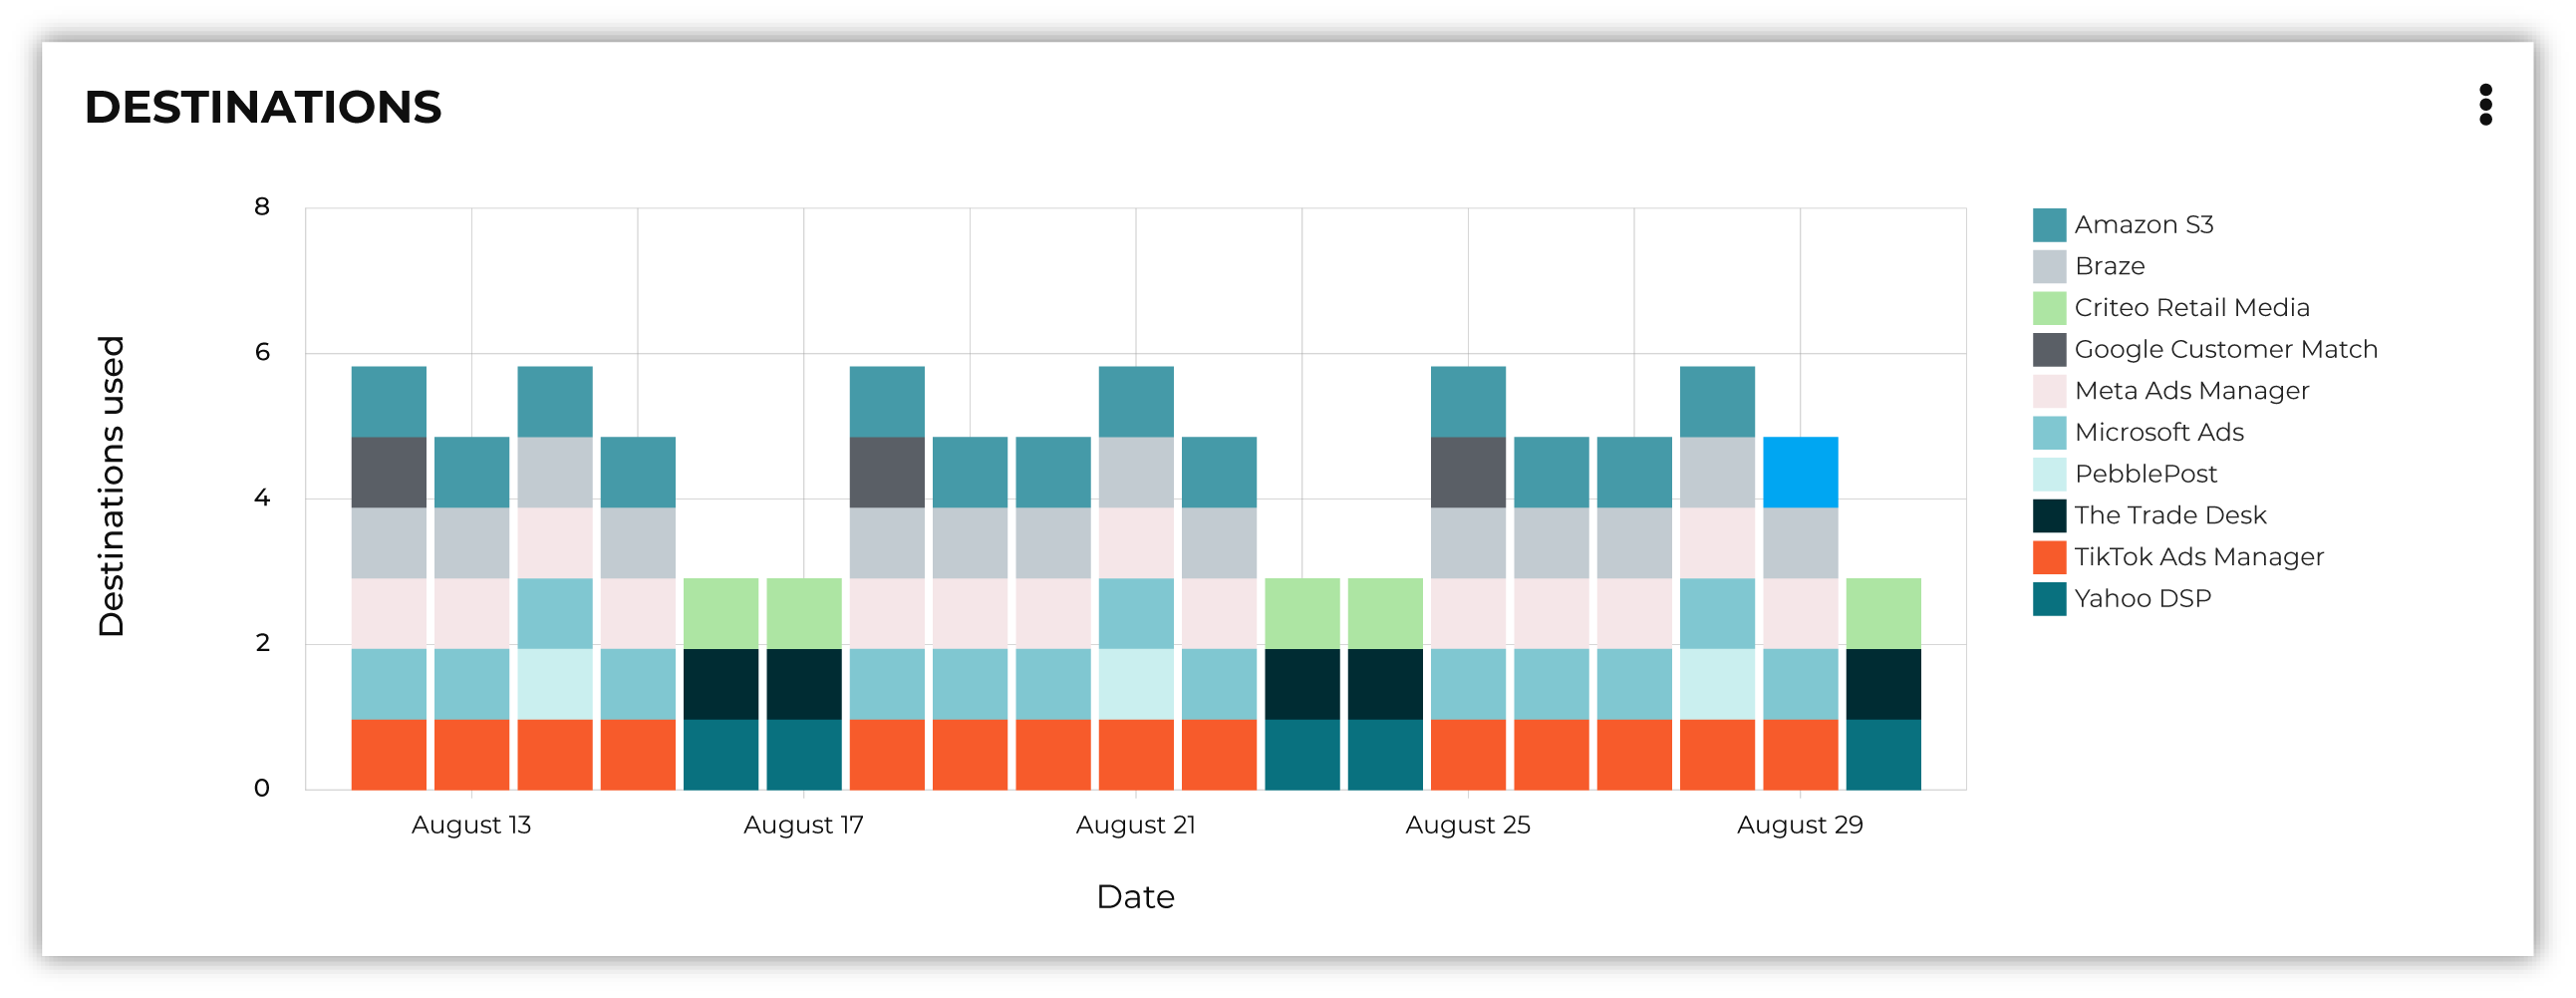 DESTINATIONS
8
6
4
2
0
Destinations used
August 13
August 17
August 21
August 25
August 29
Date
Amazon S3
Braze
Criteo Retail Media
Google Customer Match
Meta Ads Manager
Microsoft Ads
PebblePost
The Trade Desk
TikTok Ads Manager
Yahoo DSP